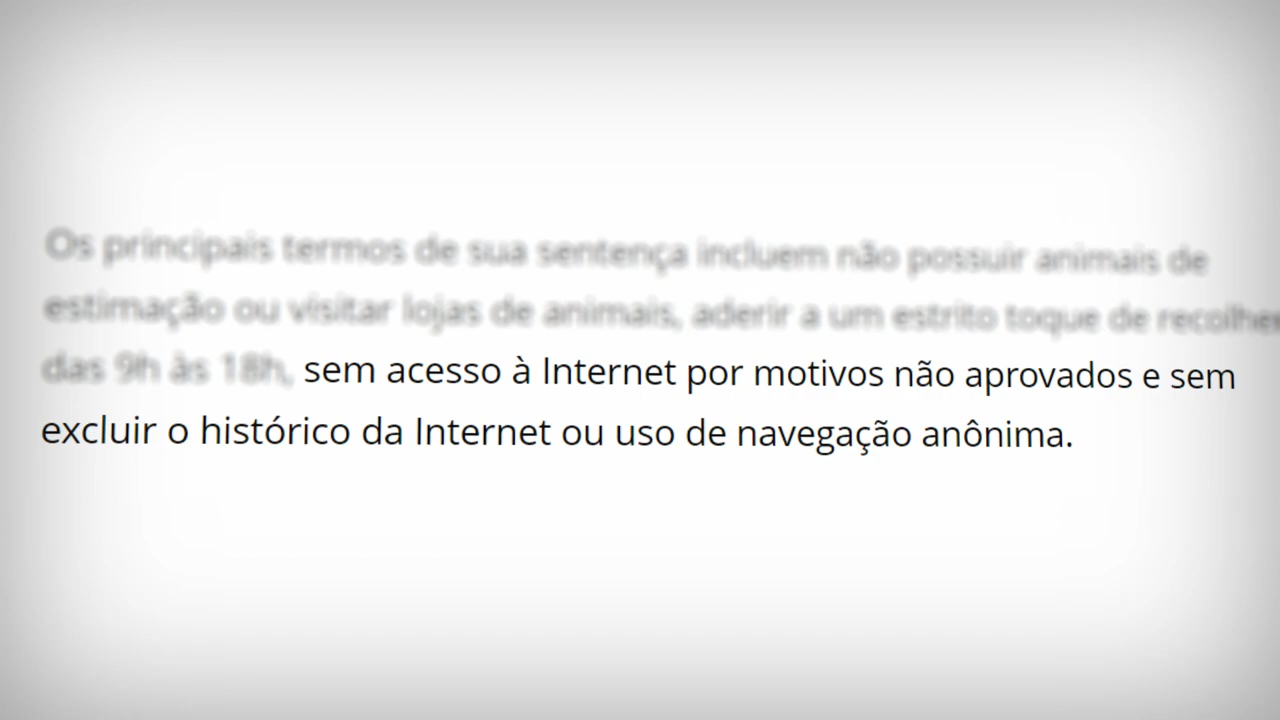 Os principais termos de sua sentença incluem não possuir animais de
estimação ou visitar lojas de animais, aderir a um estrito toque de recolher
das 9h às 18h, sem acesso à Internet por motivos não aprovados e sem
excluir o histórico da Internet ou uso de navegação anônima.